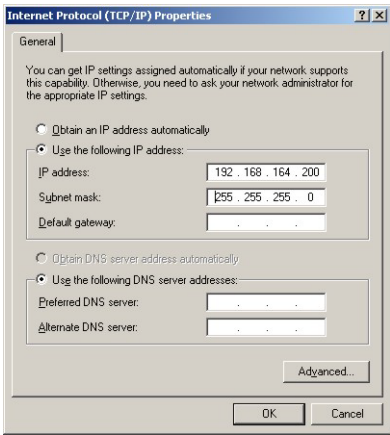 Internet Protocol (TCP/IP) Properties
General
You can get IP settings assigned automatically if your network supports
this capability. Otherwise, you need to ask your network administrator for
the appropriate IP settings.
Obtain an IP address automatically
Use the following IP address:
IP address: 192 . 168 . 164 . 200
Subnet mask: 255 . 255 . 255 . 0
Default gateway: . . .
Obtain DNS server address automatically
Use the following DNS server addresses:
Preferred DNS server: . . .
Alternate DNS server: . . .
Advanced...
OK Cancel